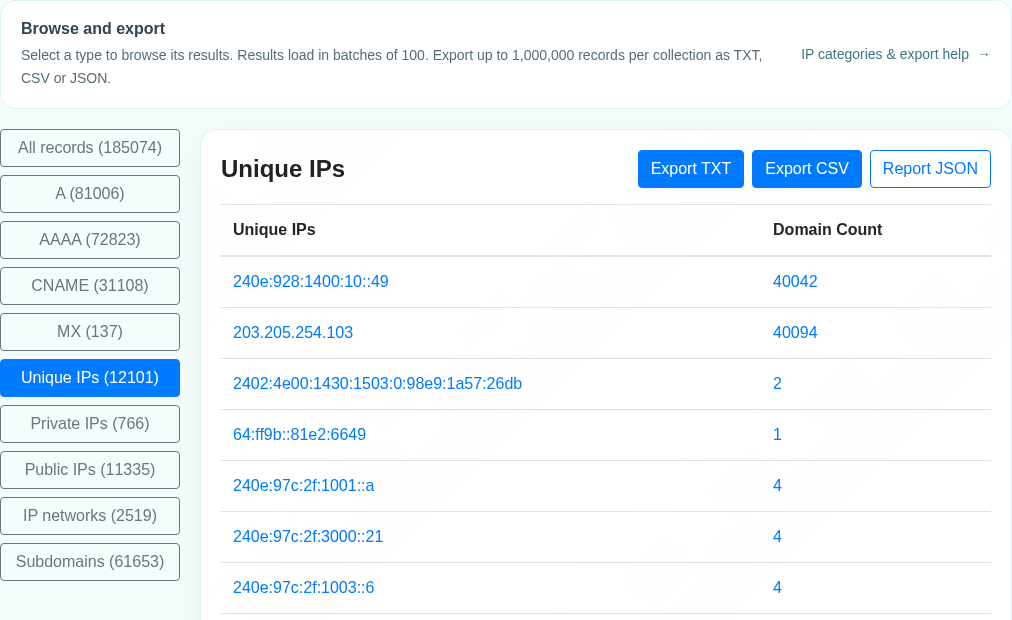 Browse and export
Select a type to browse its results. Results load in batches of 100. Export up to 1,000,000 records per collection as TXT,
CSV or JSON.
IP categories & export help →
All records (185074)
A (81006)
AAAA (72823)
CNAME (31108)
MX (137)
Unique IPs (12101)
Private IPs (766)
Public IPs (11335)
IP networks (2519)
Subdomains (61653)
Unique IPs
Export TXT
Export CSV
Report JSON
Unique IPs Domain Count
240e:928:1400:10::49 40042
203.205.254.103 40094
2402:4e00:1430:1503:0:98e9:1a57:26db 2
64:ff9b::81e2:6649 1
240e:97c:2f:1001::a 4
240e:97c:2f:3000::21 4
240e:97c:2f:1003::6 4